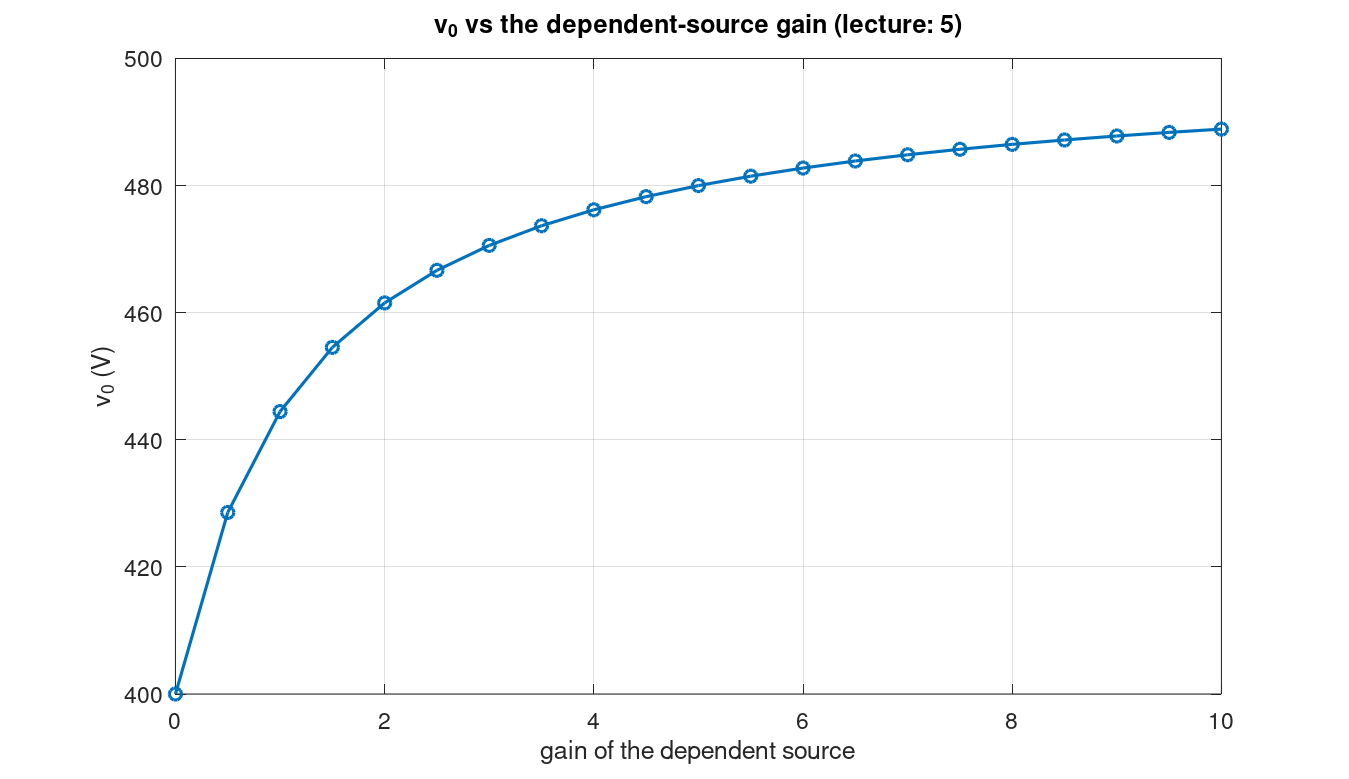 v₀ vs the dependent-source gain (lecture: 5)
500
480
460
440
420
400
v₀ (V)
0 2 4 6 8 10
gain of the dependent source